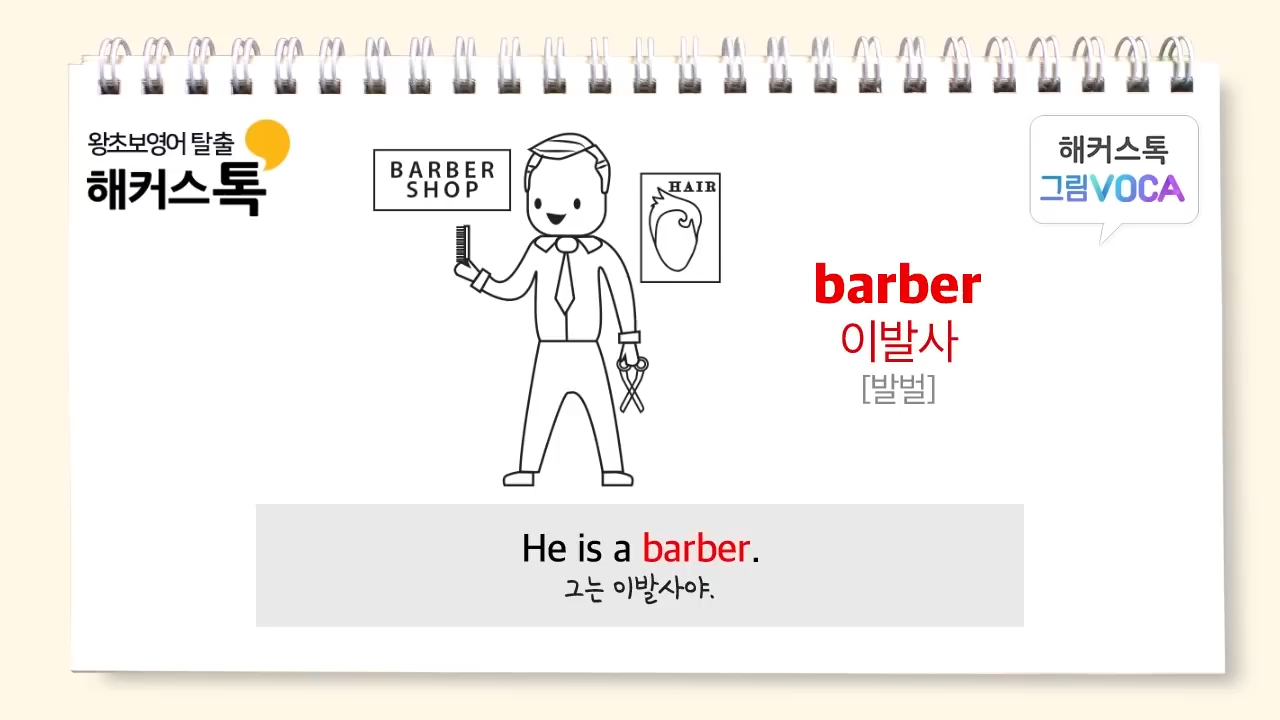 왕초보영어 탈출
해커스톡
BARBER
SHOP
HAIR
해커스톡
그림VOCA
barber
이발사
[발벌]
He is a barber.
그는 이발사야.